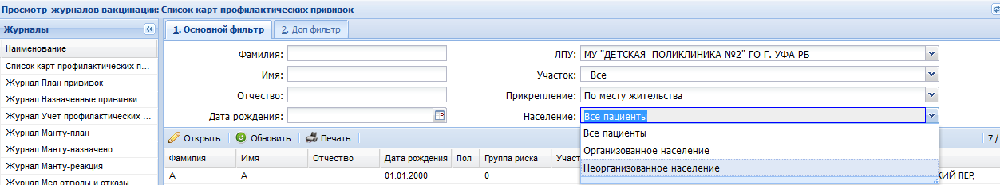 Просмотр-журналов вакцинации: Список карт профилактических прививок
Журналы
Наименование
Список карт профилактических п...
Журнал План прививок
Журнал Назначенные прививки
Журнал Учет профилактических ...
Журнал Манту-план
Журнал Манту-назначено
Журнал Манту-реакция
Журнал Мед отводы и отказы
1. Основной фильтр
2. Доп фильтр
Фамилия:
Имя:
Отчество:
Дата рождения:
ЛПУ: МУ "ДЕТСКАЯ ПОЛИКЛИНИКА №2" ГО Г. УФА РБ
Участок: Все
Прикрепление: По месту жительства
Население: Все пациенты
Все пациенты
Организованное население
Неорганизованное население
Открыть Обновить Печать 7 /
Фамилия Имя Отчество Дата рождения Пол Группа риска Участ
А А 01.01.2000 0 КИЙ ПЕР,